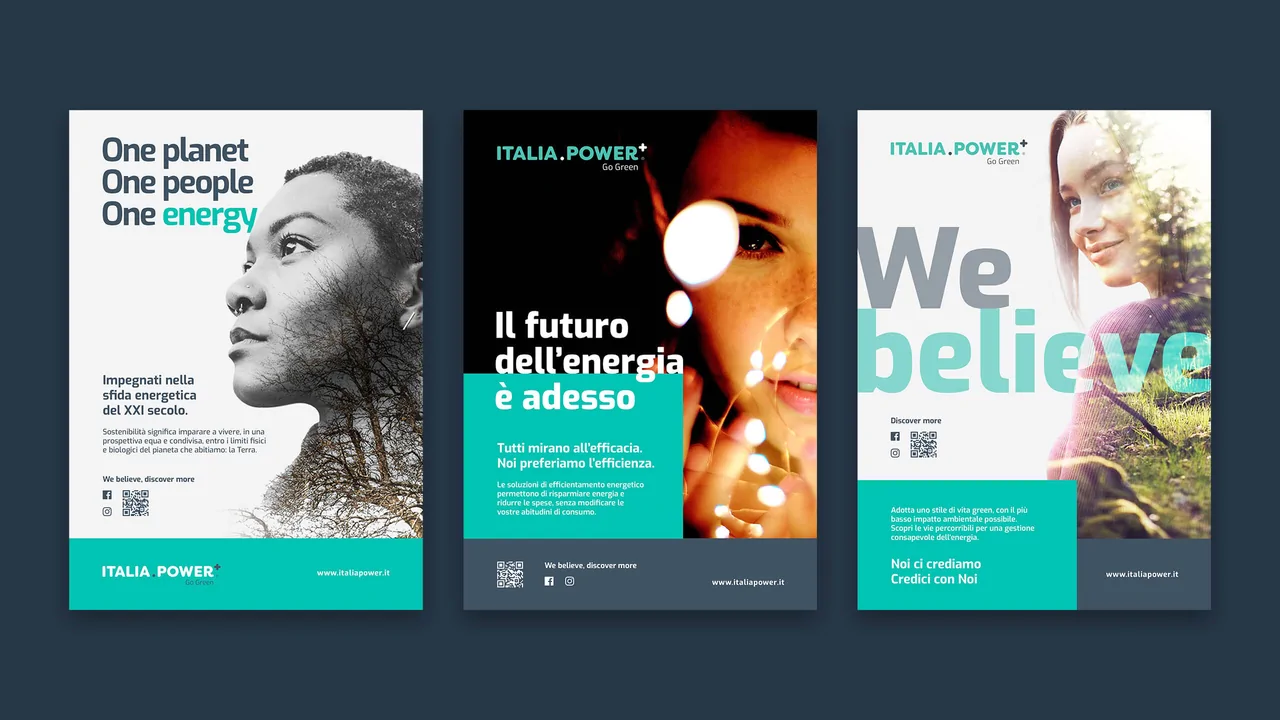 One planet
One people
One energy
Impegnati nella
sfida energetica
del XXI secolo.
Sostenibilità significa imparare a vivere, in una
prospettiva equa e condivisa, entro i limiti fisici
e biologici del pianeta che abitiamo: la Terra.
We believe, discover more
ITALIA.POWER+
Go Green
www.italiapower.it
ITALIA.POWER+
Go Green
Il futuro
dell'energia
è adesso
Tutti mirano all'efficacia.
Noi preferiamo l'efficienza.
Le soluzioni di efficientamento energetico
permettono di risparmiare energia e
ridurre le spese, senza modificare le
vostre abitudini di consumo.
We believe, discover more
www.italiapower.it
ITALIA.POWER+
Go Green
We
believe
Discover more
Adotta uno stile di vita green, con il più
basso impatto ambientale possibile.
Scopri le vie percorribili per una gestione
consapevole dell'energia.
Noi ci crediamo
Credici con Noi
www.italiapower.it